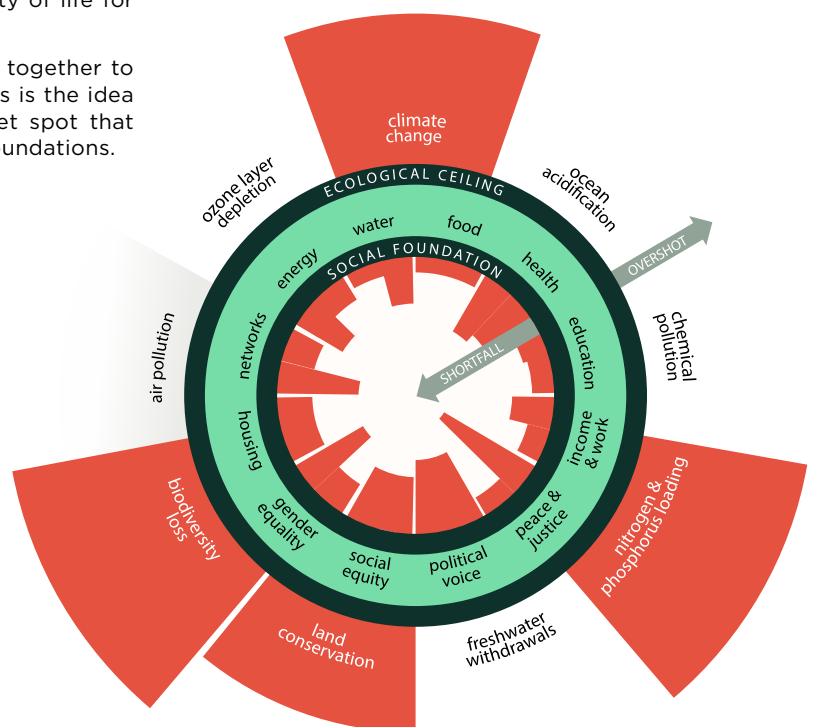 ty of life for
together to
s is the idea
et spot that
oundations.
climate
change
ozone layer
depletion
ECOLOGICAL CEILING
ocean
acidification
water
food
energy
SOCIAL FOUNDATION
health
OVERSHOT
networks
education
SHORTFALL
air pollution
chemical
pollution
housing
income
& work
biodiversity
loss
gender
equality
peace &
justice
nitrogen &
phosphorus loading
social
equity
political
voice
land
conservation
freshwater
withdrawals